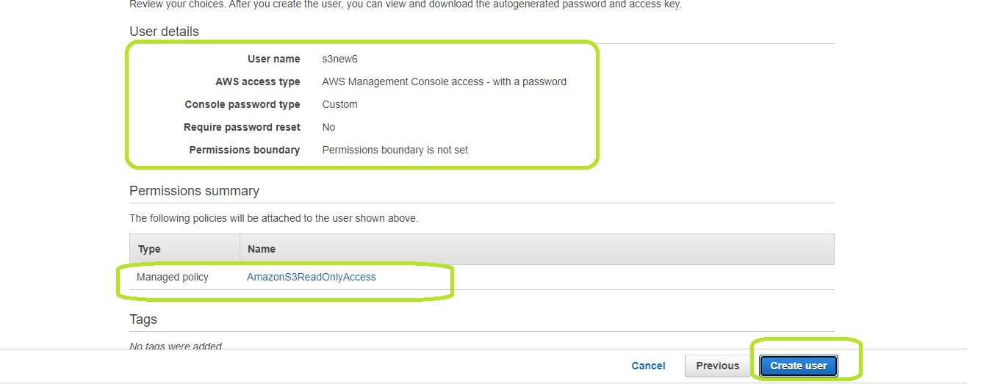 Review your choices. After you create the user, you can view and download the autogenerated password and access key.
User details
User name s3new6
AWS access type AWS Management Console access - with a password
Console password type Custom
Require password reset No
Permissions boundary Permissions boundary is not set
Permissions summary
The following policies will be attached to the user shown above.
Type Name
Managed policy AmazonS3ReadOnlyAccess
Tags
No tags were added
Cancel Previous Create user